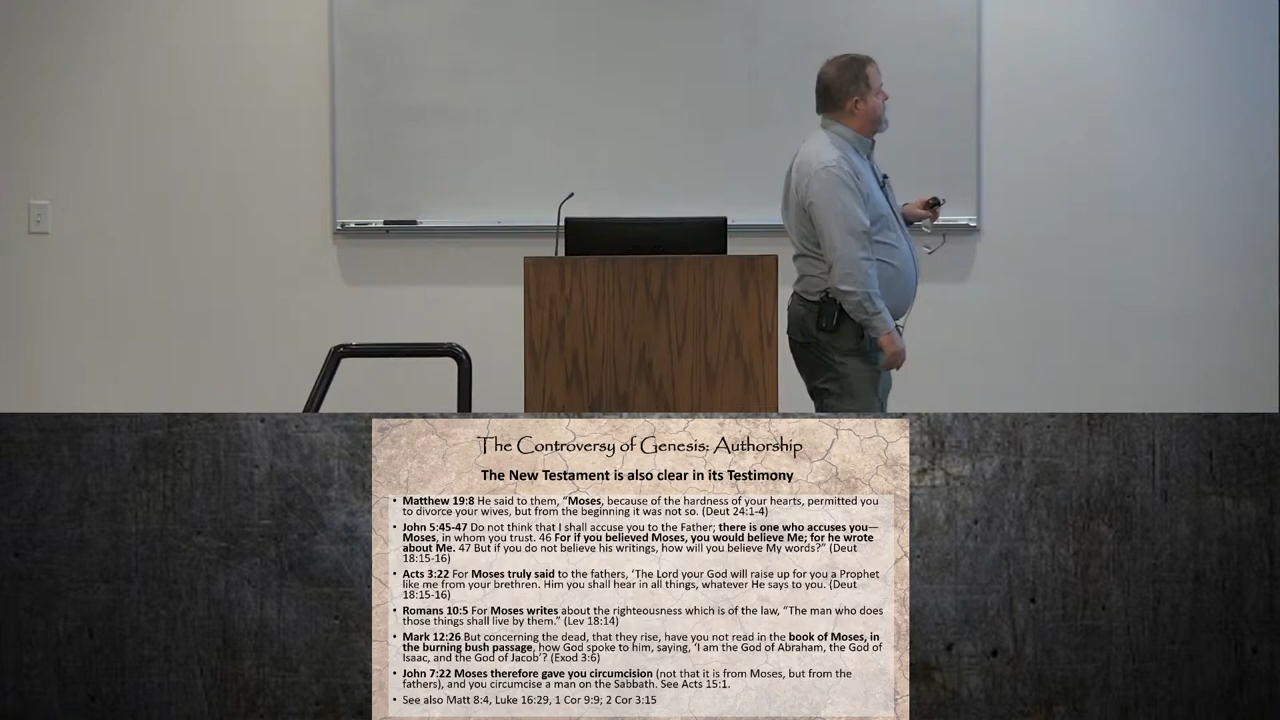 The Controversy of Genesis: Authorship
The New Testament is also clear in its Testimony
• Matthew 19:8 He said to them, “Moses, because of the hardness of your hearts, permitted you
to divorce your wives, but from the beginning it was not so. (Deut 24:1-4)
• John 5:45-47 Do not think that I shall accuse you to the Father; there is one who accuses you—
Moses, in whom you trust. 46 For if you believed Moses, you would believe Me; for he wrote
about Me. 47 But if you do not believe his writings, how will you believe My words?” (Deut
18:15-16)
• Acts 3:22 For Moses truly said to the fathers, ‘The Lord your God will raise up for you a Prophet
like me from your brethren. Him you shall hear in all things, whatever He says to you. (Deut
18:15-16)
• Romans 10:5 For Moses writes about the righteousness which is of the law, “The man who does
those things shall live by them.” (Lev 18:14)
• Mark 12:26 But concerning the dead, that they rise, have you not read in the book of Moses, in
the burning bush passage, how God spoke to him, saying, ‘I am the God of Abraham, the God of
Isaac, and the God of Jacob’? (Exod 3:6)
• John 7:22 Moses therefore gave you circumcision (not that it is from Moses, but from the
fathers), and you circumcise a man on the Sabbath. See Acts 15:1.
• See also Matt 8:4, Luke 16:29, 1 Cor 9:9; 2 Cor 3:15